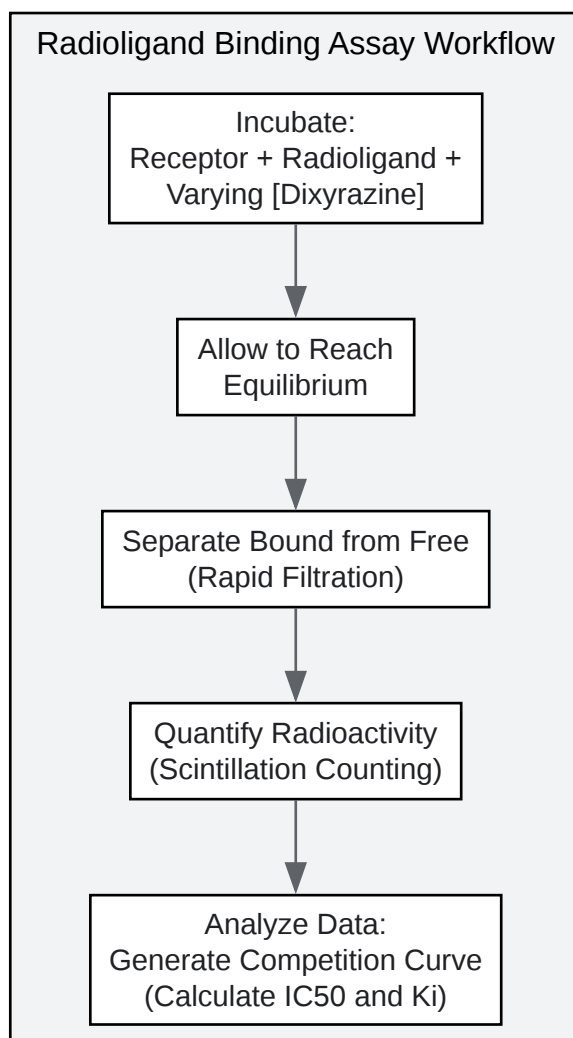 Radioligand Binding Assay Workflow
Incubate:
Receptor + Radioligand +
Varying [Dixyrazine]
Allow to Reach
Equilibrium
Separate Bound from Free
(Rapid Filtration)
Quantify Radioactivity
(Scintillation Counting)
Analyze Data:
Generate Competition Curve
(Calculate IC50 and Ki)